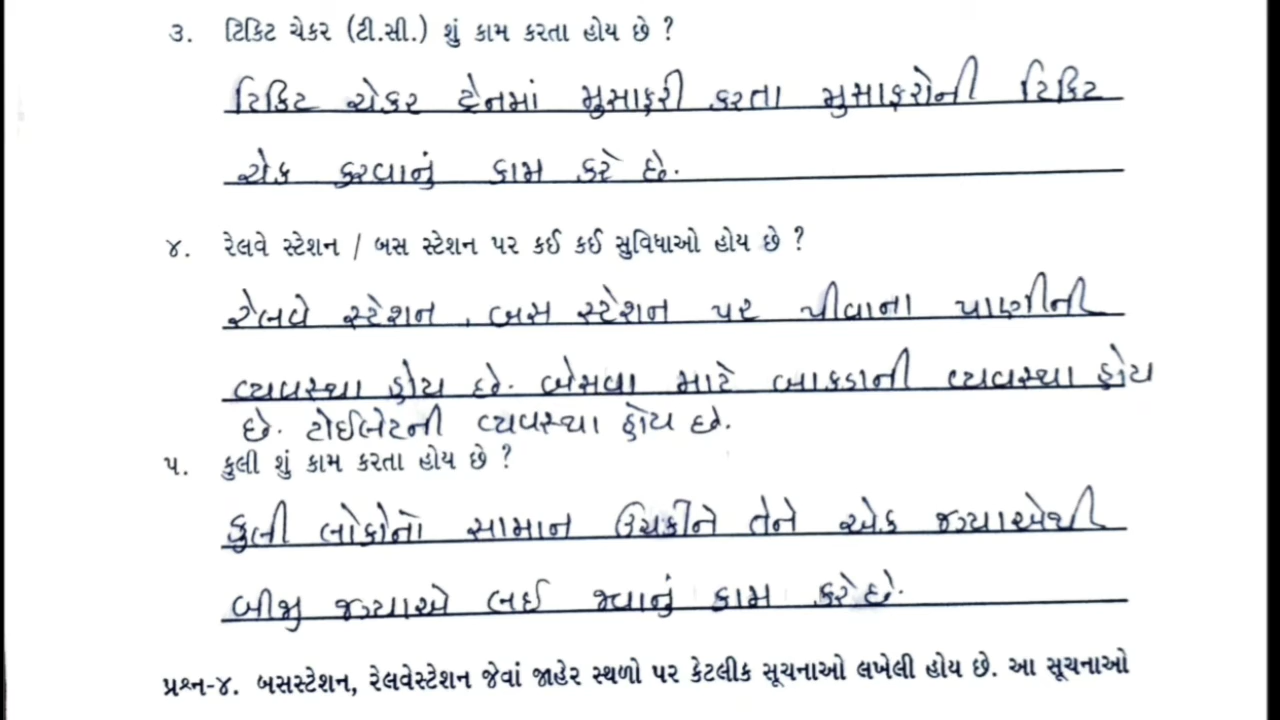 ૩. ટિકિટ ચેકર (ટી.સી.) શું કામ કરતા હોય છે ?
ટિકિટ ચેકર ટ્રેનમાં મુસાફરી કરતા મુસાફરોની ટિકિટ
ચેક કરવાનું કામ કરે છે.
૪. રેલવે સ્ટેશન / બસ સ્ટેશન પર કઈ કઈ સુવિધાઓ હોય છે ?
રેલવે સ્ટેશન, બસ સ્ટેશન પર પીવાના પાણીની
વ્યવસ્થા હોય છે. બેસવા માટે બાકડાની વ્યવસ્થા હોય
છે. ટોઈલેટની વ્યવસ્થા હોય છે.
૫. કુલી શું કામ કરતા હોય છે ?
કુલી લોકોનો સામાન ઉચકીને તેને એક જગ્યાએથી
બીજી જગ્યાએ લઈ જવાનું કામ કરે છે.
પ્રશ્ન-૪. બસસ્ટેશન, રેલવેસ્ટેશન જેવાં જાહેર સ્થળો પર કેટલીક સૂચનાઓ લખેલી હોય છે. આ સૂચનાઓ